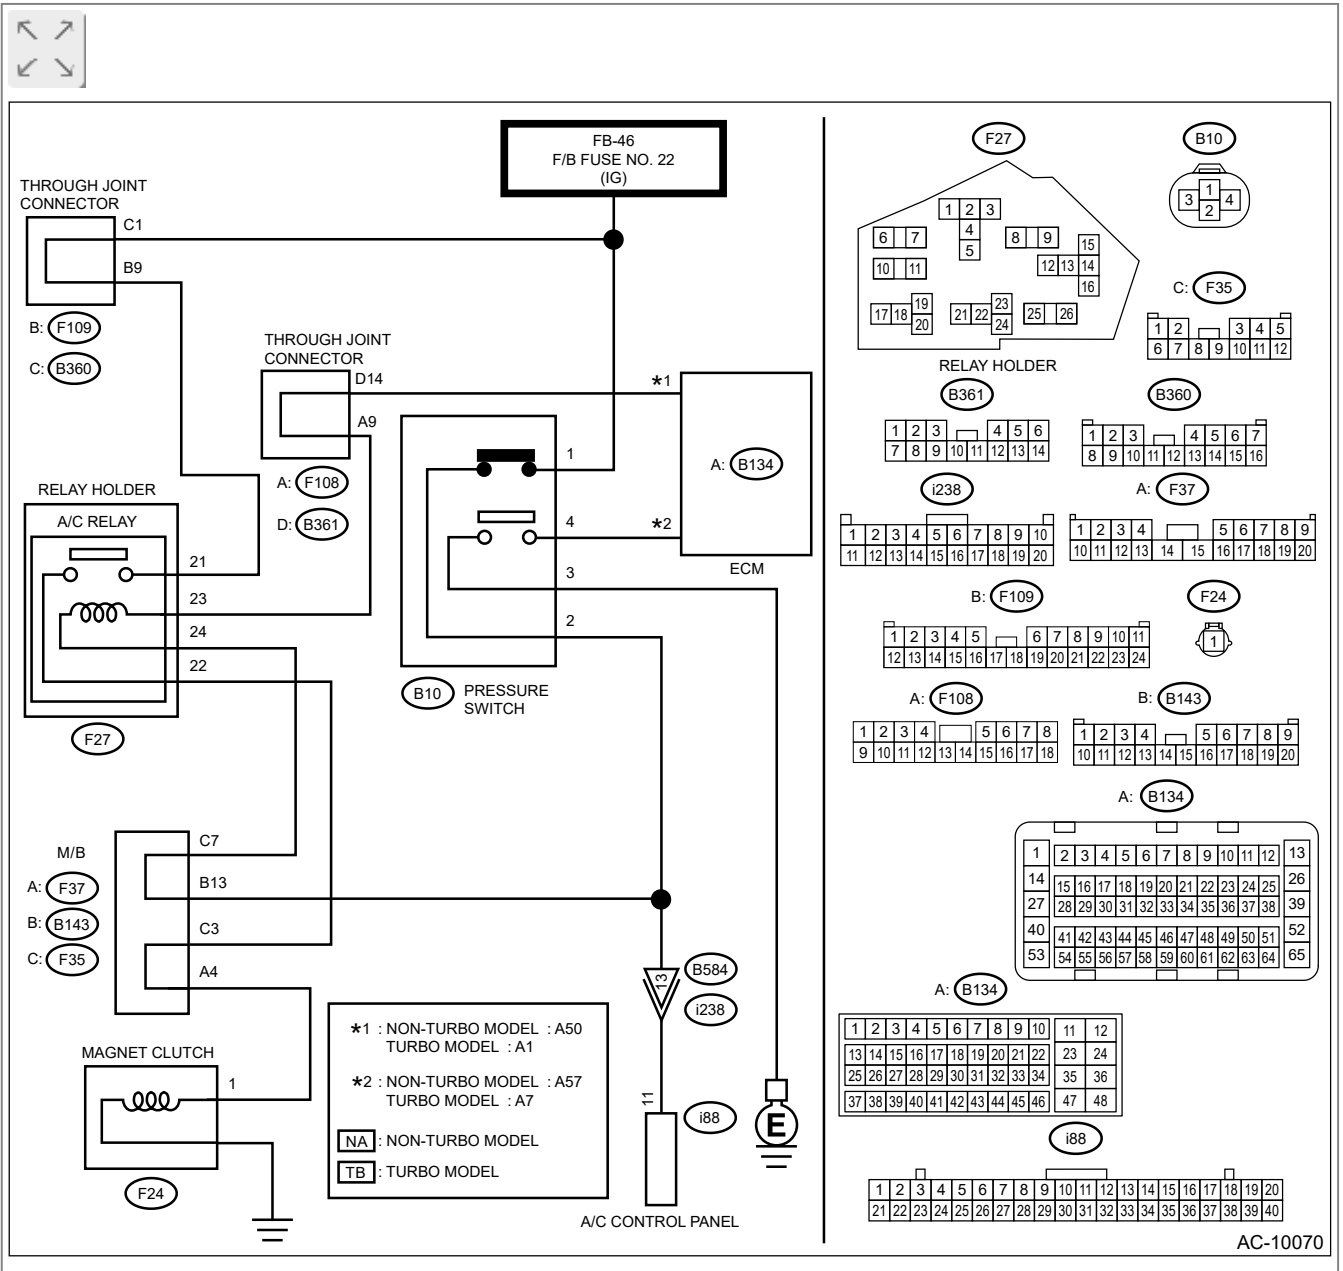 FB-46
F/B FUSE NO. 22
(IG)
THROUGH JOINT
CONNECTOR
C1
B9
B: F109
C: B360
THROUGH JOINT
CONNECTOR
D14
A9
A: F108
D: B361
*1
*2
A: B134
ECM
1
4
3
2
B10 PRESSURE
SWITCH
RELAY HOLDER
A/C RELAY
21
23
24
22
F27
M/B
A: F37
B: B143
C: F35
C7
B13
C3
A4
MAGNET CLUTCH
1
F24
*1 : NON-TURBO MODEL : A50
TURBO MODEL : A1
*2 : NON-TURBO MODEL : A57
TURBO MODEL : A7
NA : NON-TURBO MODEL
TB : TURBO MODEL
13
B584
i238
11
i88
A/C CONTROL PANEL
E
F27
1 2 3
4
5
6 7
8 9
10 11
15
12 13 14
16
17 18 19
20
21 22 23
24
25 26
RELAY HOLDER
B10
1
3 4
2
C: F35
1 2 3 4 5
6 7 8 9 10 11 12
B361
1 2 3 4 5 6
7 8 9 10 11 12 13 14
B360
1 2 3 4 5 6 7
8 9 10 11 12 13 14 15 16
i238
1 2 3 4 5 6 7 8 9 10
11 12 13 14 15 16 17 18 19 20
A: F37
1 2 3 4 5 6 7 8 9
10 11 12 13 14 15 16 17 18 19 20
B: F109
1 2 3 4 5 6 7 8 9 10 11
12 13 14 15 16 17 18 19 20 21 22 23 24
F24
1
A: F108
1 2 3 4 5 6 7 8
9 10 11 12 13 14 15 16 17 18
B: B143
1 2 3 4 5 6 7 8 9
10 11 12 13 14 15 16 17 18 19 20
A: B134
1 2 3 4 5 6 7 8 9 10 11 12 13
14 15 16 17 18 19 20 21 22 23 24 25 26
27 28 29 30 31 32 33 34 35 36 37 38 39
40 41 42 43 44 45 46 47 48 49 50 51 52
53 54 55 56 57 58 59 60 61 62 63 64 65
A: B134
1 2 3 4 5 6 7 8 9 10 11 12
13 14 15 16 17 18 19 20 21 22 23 24
25 26 27 28 29 30 31 32 33 34 35 36
37 38 39 40 41 42 43 44 45 46 47 48
i88
1 2 3 4 5 6 7 8 9 10 11 12 13 14 15 16 17 18 19 20
21 22 23 24 25 26 27 28 29 30 31 32 33 34 35 36 37 38 39 40
AC-10070